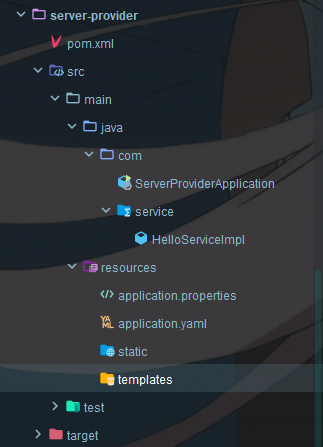 server-provider
pom.xml
src
main
java
com
ServerProviderApplication
service
HelloServiceImpl
resources
application.properties
application.yaml
static
templates
test
target